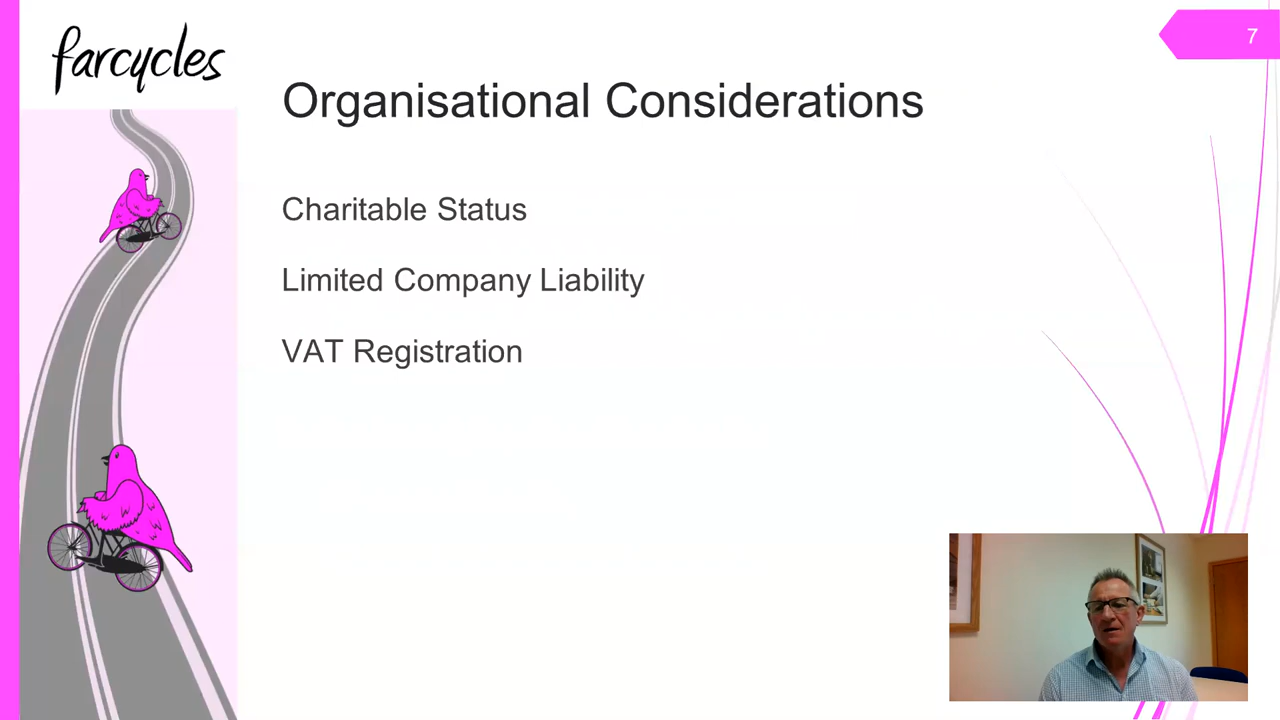 farcycles
7
Organisational Considerations
Charitable Status
Limited Company Liability
VAT Registration